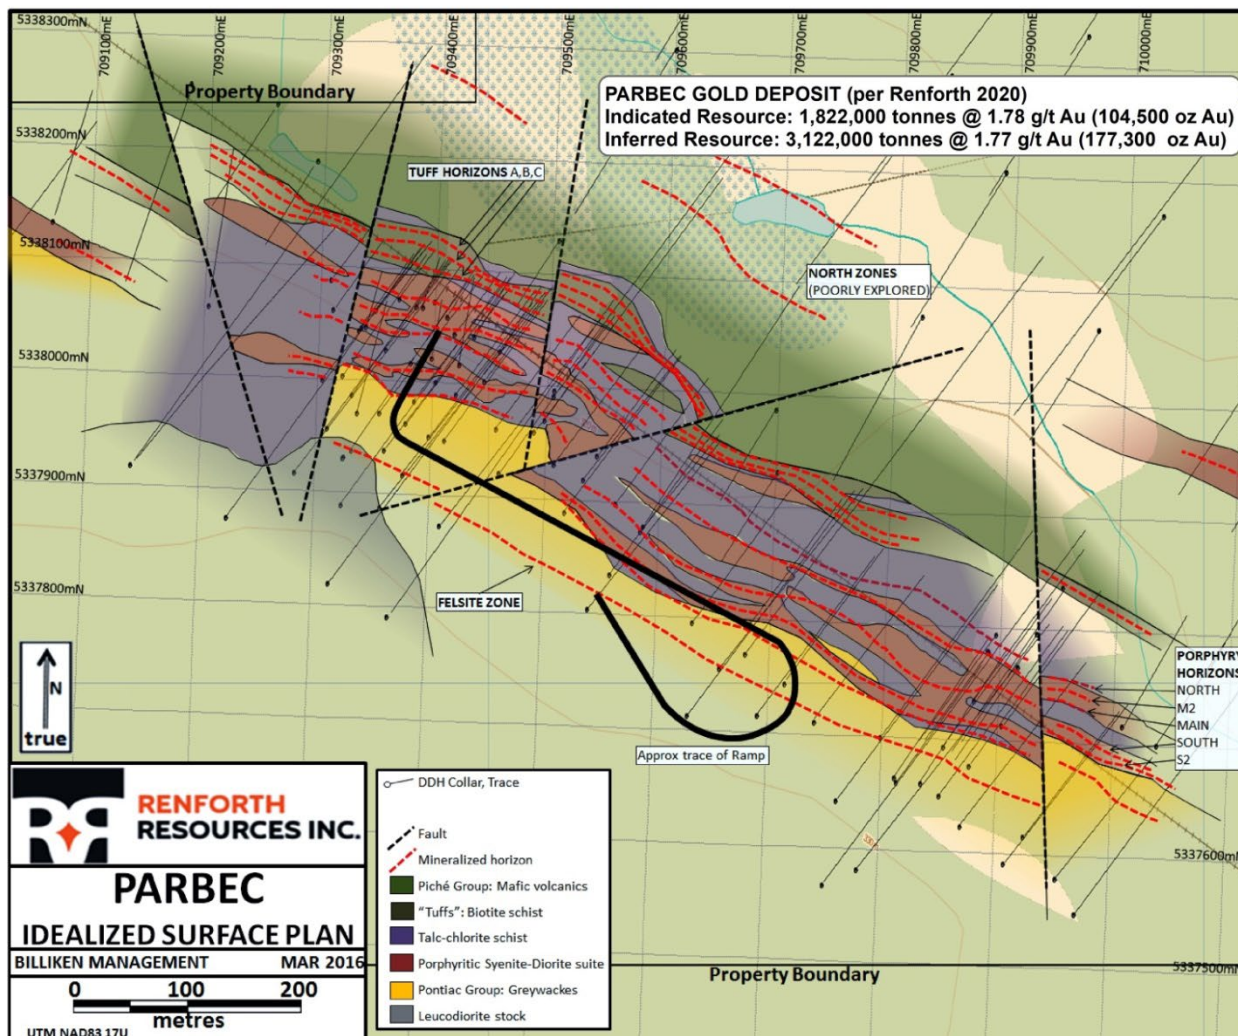 5338300mN
709100mE
709200mE
709300mE
709400mE
709500mE
709600mE
709700mE
709800mE
709900mE
710000mE
Property Boundary
PARBEC GOLD DEPOSIT (per Renforth 2020)
Indicated Resource: 1,822,000 tonnes @ 1.78 g/t Au (104,500 oz Au)
Inferred Resource: 3,122,000 tonnes @ 1.77 g/t Au (177,300 oz Au)
5338200mN
TUFF HORIZONS A,B,C
5338100mN
NORTH ZONES
(POORLY EXPLORED)
5338000mN
5337900mN
5337800mN
FELSITE ZONE
N
true
PORPHYRY
HORIZONS
NORTH
M2
MAIN
SOUTH
S2
Approx trace of Ramp
5337600mN
5337500mN
Property Boundary
RENFORTH
RESOURCES INC.
PARBEC
IDEALIZED SURFACE PLAN
BILLIKEN MANAGEMENT MAR 2016
0 100 200
metres
UTM NAD83 17U
DDH Collar, Trace
Fault
Mineralized horizon
Piché Group: Mafic volcanics
"Tuffs": Biotite schist
Talc-chlorite schist
Porphyritic Syenite-Diorite suite
Pontiac Group: Greywackes
Leucodiorite stock